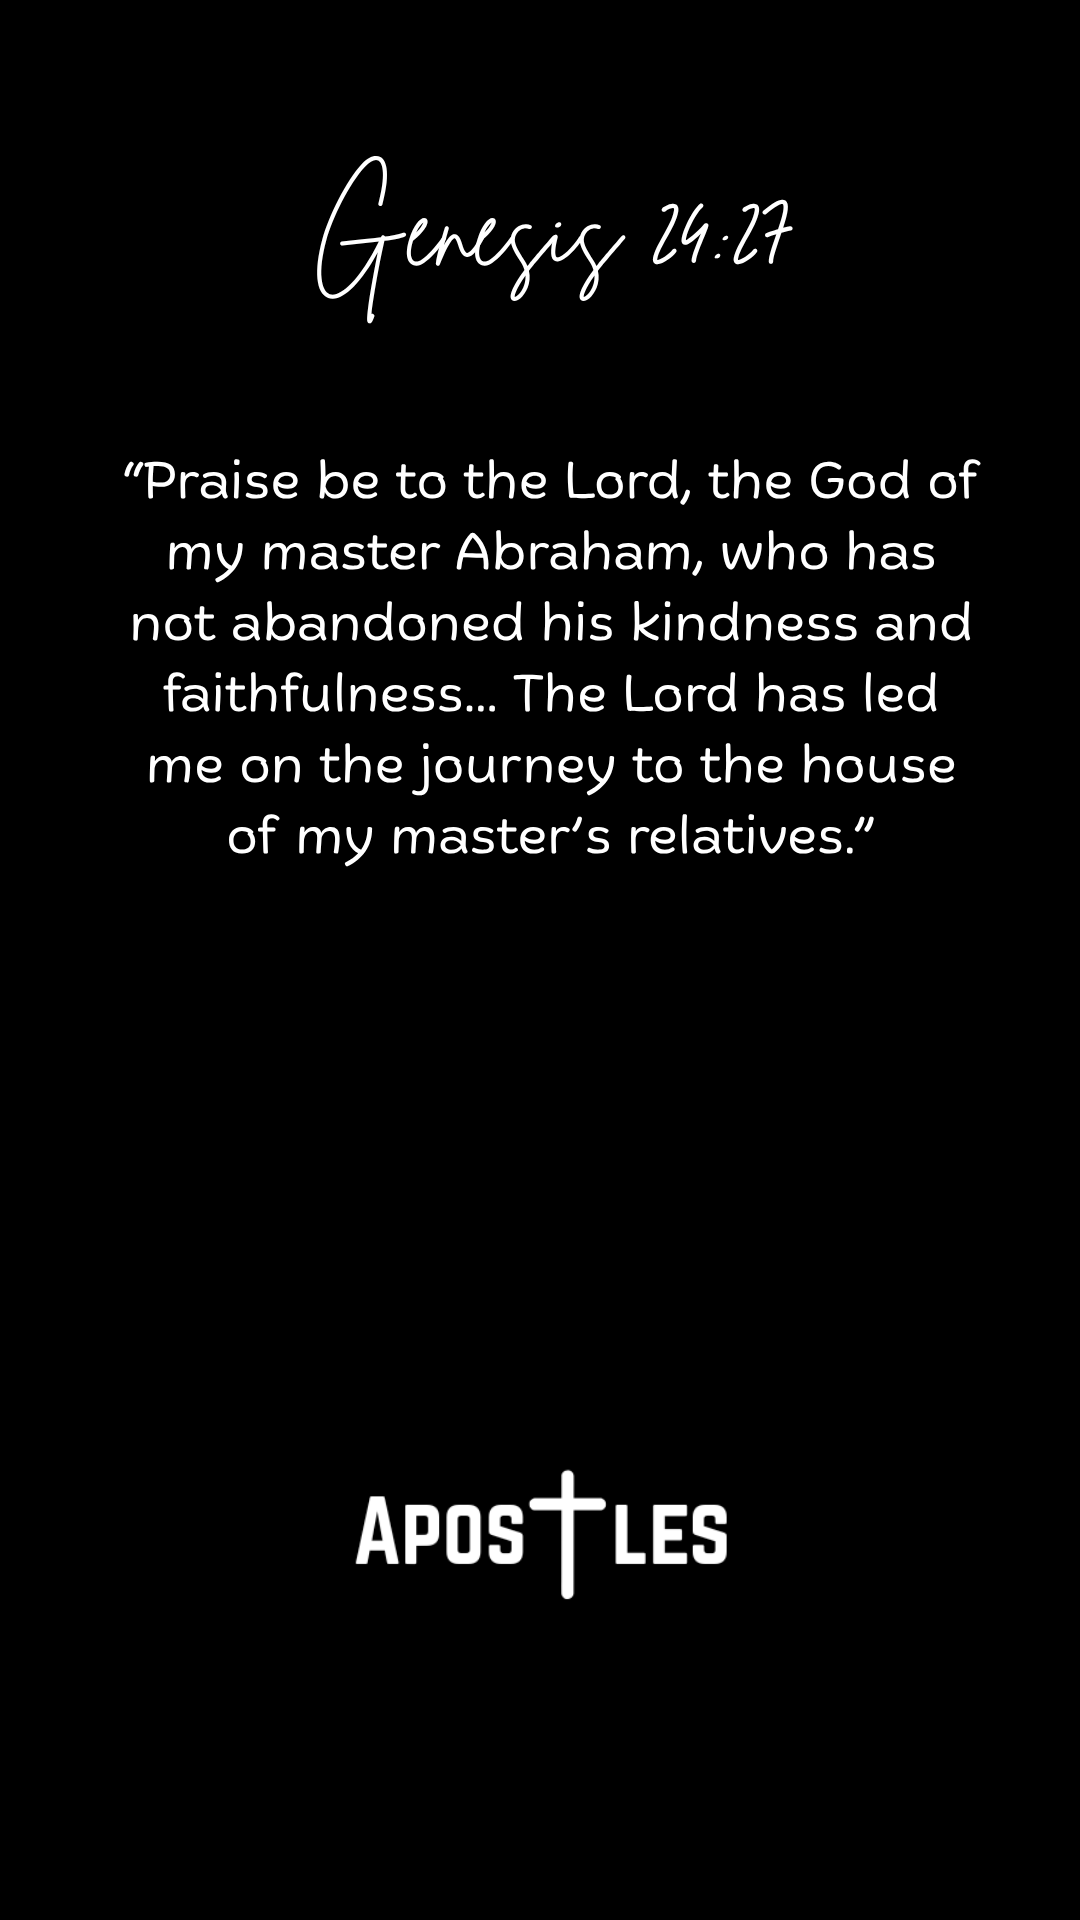 Genesis 24:27
“Praise be to the Lord, the God of
my master Abraham, who has
not abandoned his kindness and
faithfulness... The Lord has led
me on the journey to the house
of my master’s relatives.”
APOSTLES